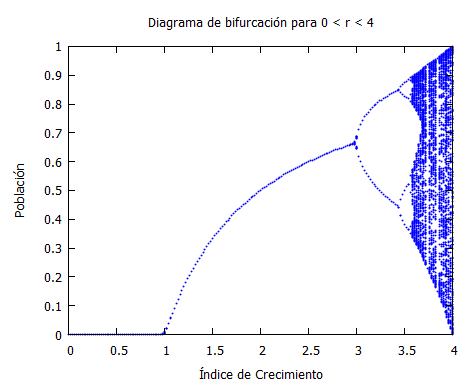 Diagrama de bifurcación para 0 < r < 4
1
0.9
0.8
0.7
0.6
0.5
0.4
0.3
0.2
0.1
0
Población
0 0.5 1 1.5 2 2.5 3 3.5 4
Índice de Crecimiento